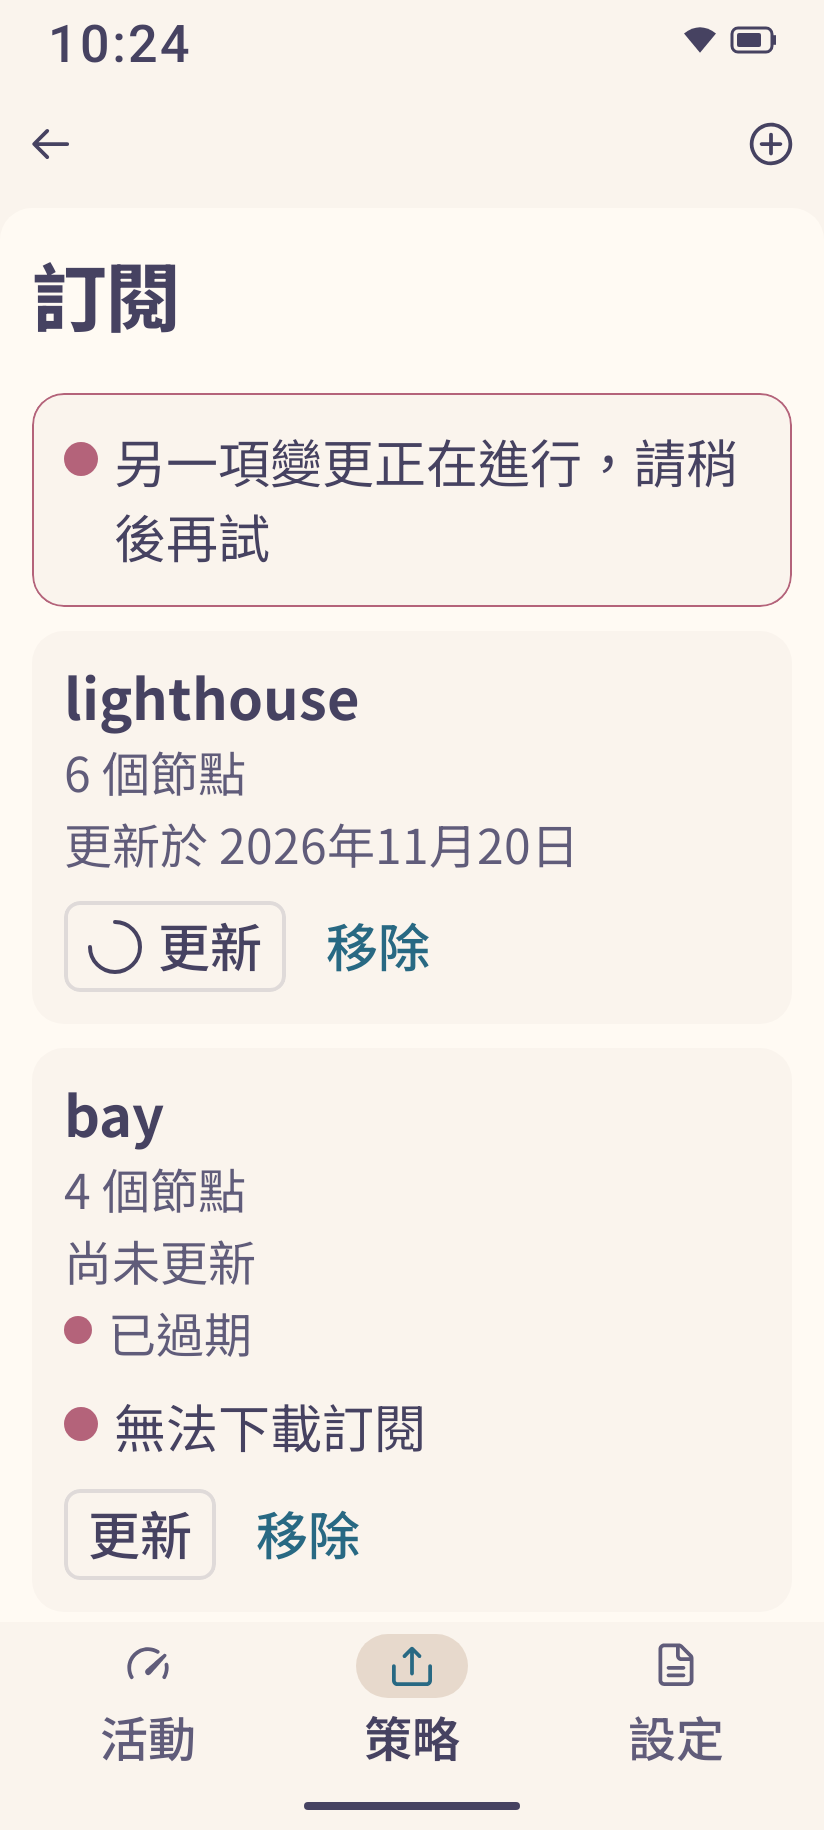 10:24
訂閱
另一項變更正在進行，請稍
後再試
lighthouse
6 個節點
更新於 2026年11月20日
更新
移除
bay
4 個節點
尚未更新
已過期
無法下載訂閱
更新
移除
活動
策略
設定